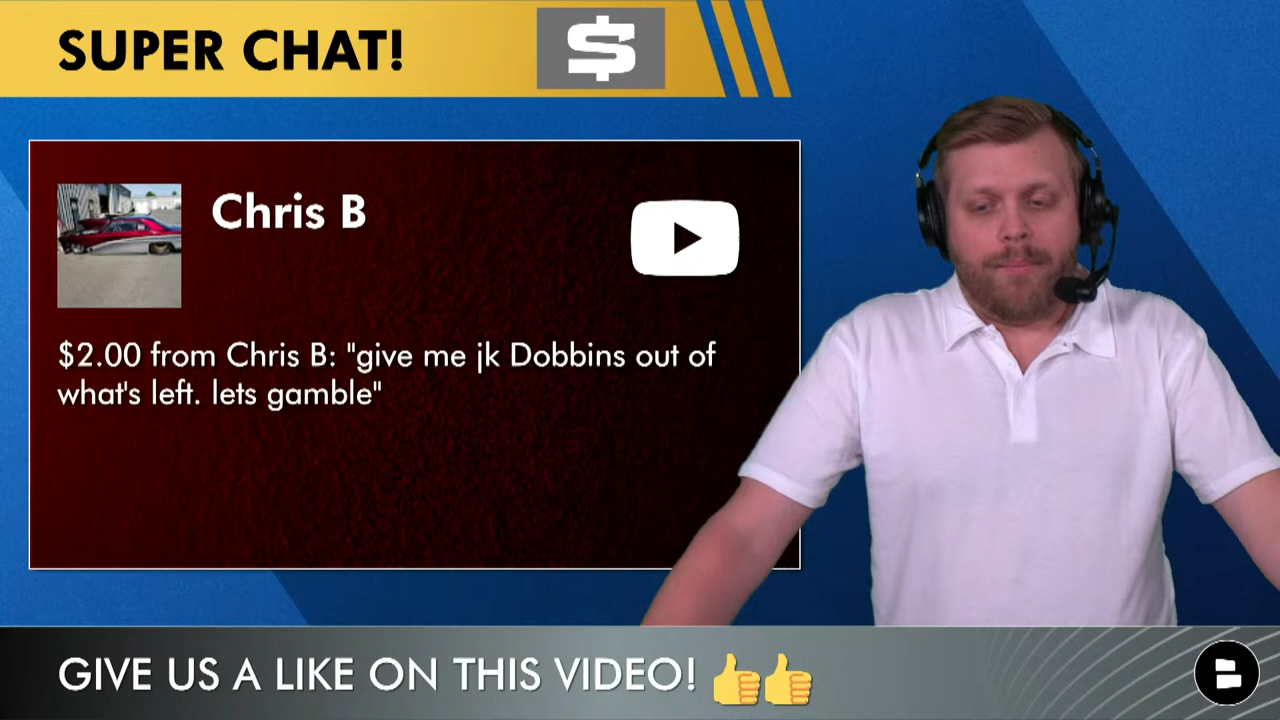 SUPER CHAT!
Chris B
$2.00 from Chris B: "give me jk Dobbins out of
what's left. lets gamble"
GIVE US A LIKE ON THIS VIDEO! 👍👍